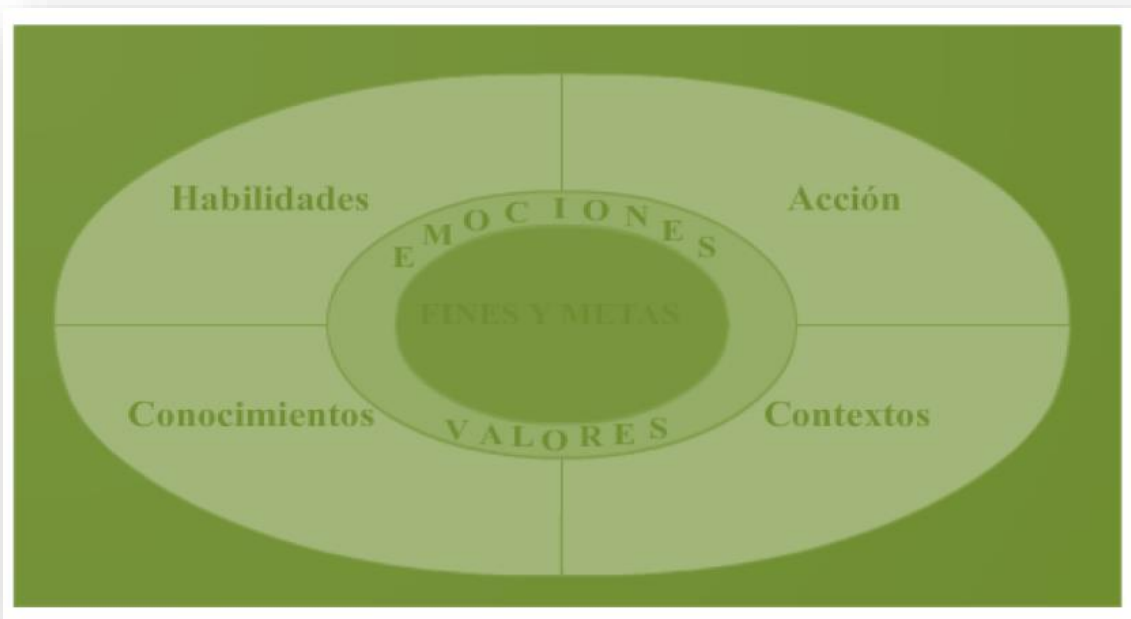 Habilidades
Acción
EMOCIONES
FINES Y METAS
Conocimientos
Contextos
VALORES